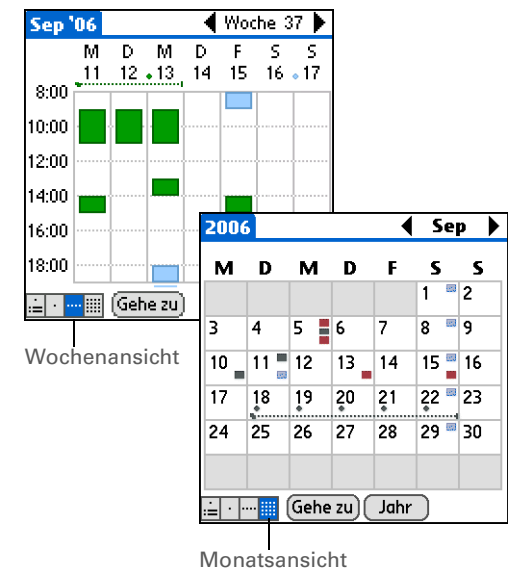 Sep '06 Woche 37
M D M D F S S
11 12 13 14 15 16 17
8:00
10:00
12:00
14:00
16:00
18:00
Gehe zu
Wochenansicht
2006 Sep
M D M D F S S
1 2
3 4 5 6 7 8 9
10 11 12 13 14 15 16
17 18 19 20 21 22 23
24 25 26 27 28 29 30
Gehe zu Jahr
Monatsansicht